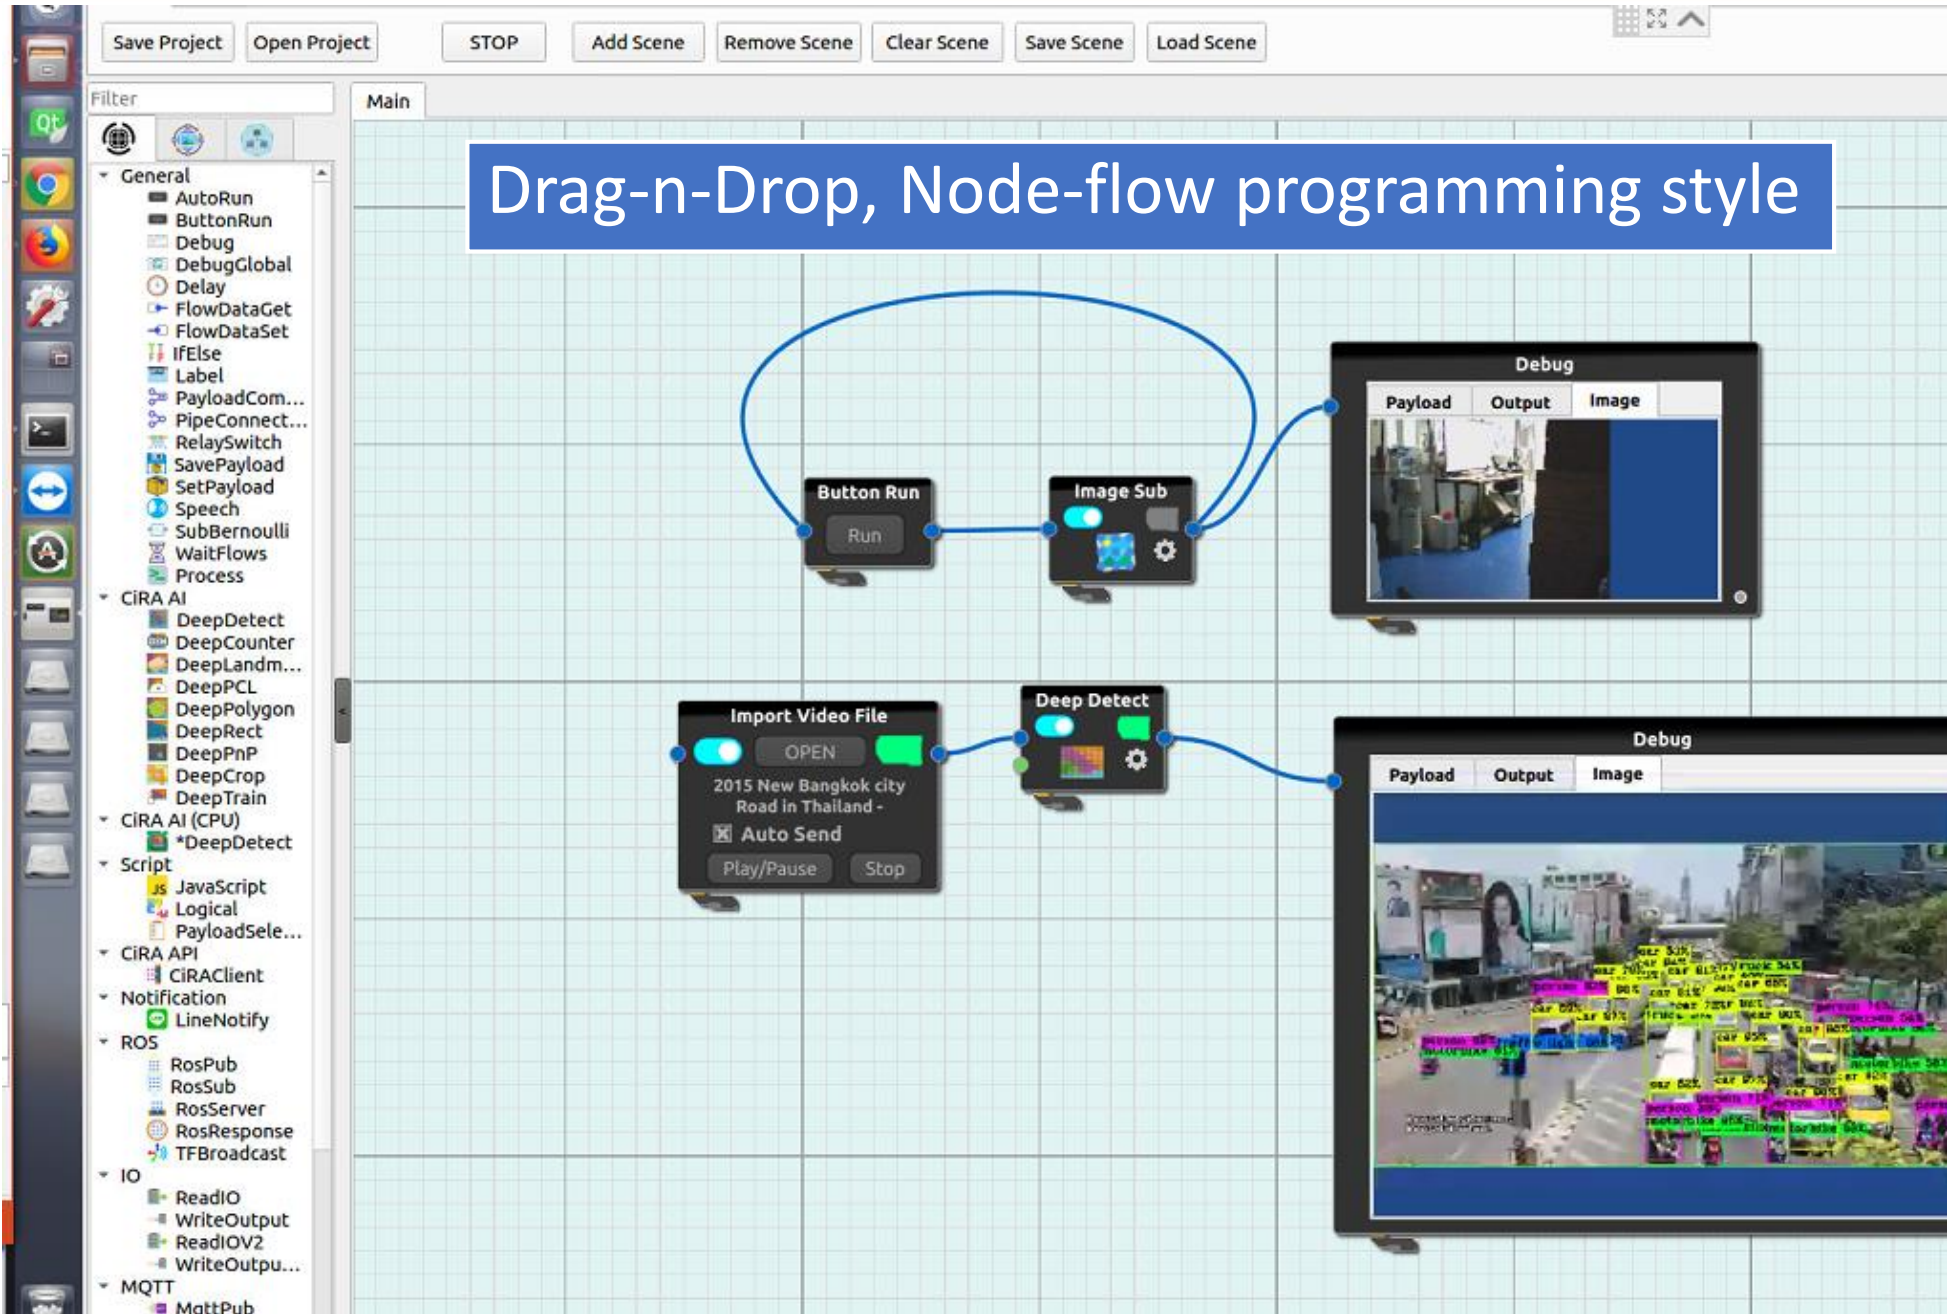 Save Project
Open Project
STOP
Add Scene
Remove Scene
Clear Scene
Save Scene
Load Scene
Filter
Main
Drag-n-Drop, Node-flow programming style
General
AutoRun
ButtonRun
Debug
DebugGlobal
Delay
FlowDataGet
FlowDataSet
IfElse
Label
PayloadCom...
PipeConnect...
RelaySwitch
SavePayload
SetPayload
Speech
SubBernoulli
WaitFlows
Process
CiRA AI
DeepDetect
DeepCounter
DeepLandm...
DeepPCL
DeepPolygon
DeepRect
DeepPnP
DeepCrop
DeepTrain
CiRA AI (CPU)
*DeepDetect
Script
JavaScript
Logical
PayloadSele...
CiRA API
CiRAClient
Notification
LineNotify
ROS
RosPub
RosSub
RosServer
RosResponse
TFBroadcast
IO
ReadIO
WriteOutput
ReadIOV2
WriteOutpu...
MQTT
MqttPub
Button Run
Run
Image Sub
Debug
Payload
Output
Image
Import Video File
OPEN
2015 New Bangkok city
Road in Thailand -
Auto Send
Play/Pause
Stop
Deep Detect
Debug
Payload
Output
Image